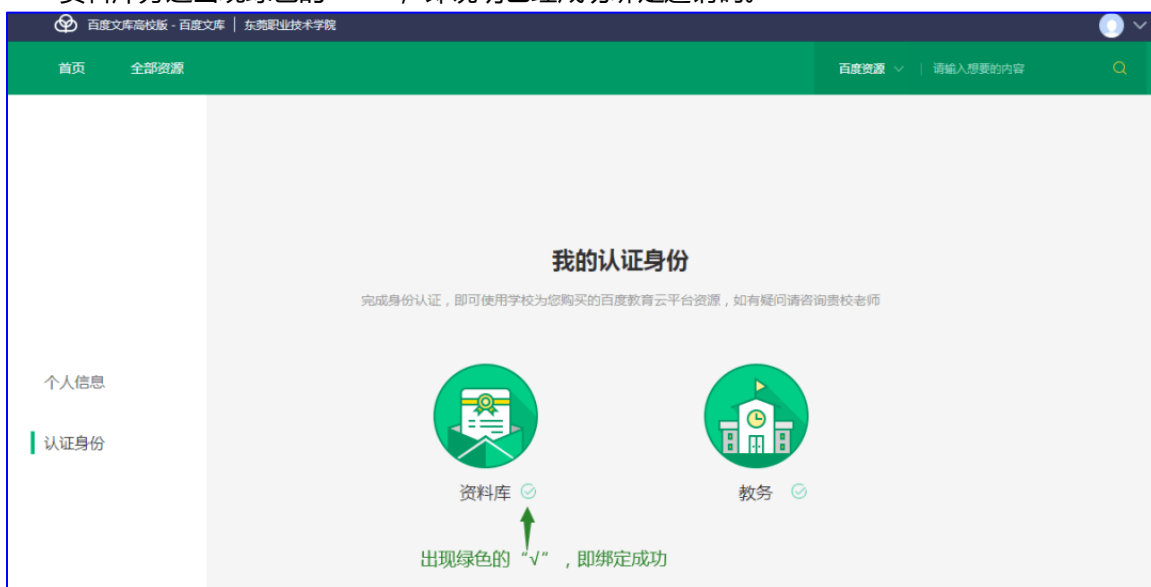 百度文库高校版 - 百度文库 | 东莞职业技术学院
首页 全部资源 百度资源 请输入想要的内容
我的认证身份
完成身份认证，即可使用学校为您购买的百度教育云平台资源，如有疑问请咨询贵校老师
个人信息
认证身份
资料库 教务
出现绿色的“√”，即绑定成功